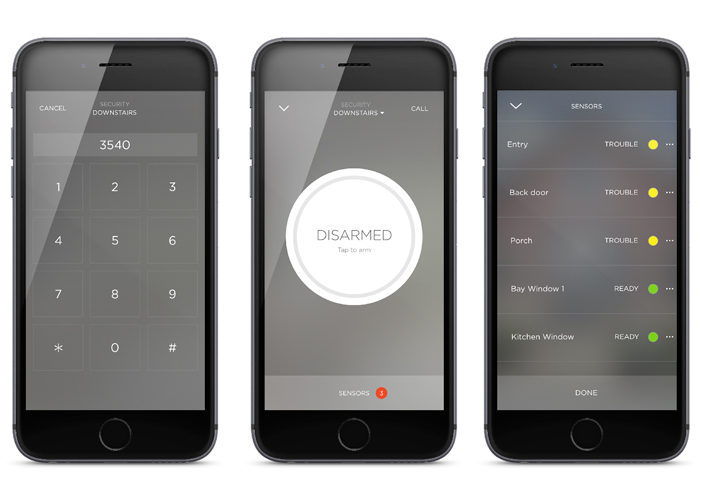 CANCEL
SECURITY
DOWNSTAIRS
3540
1 2 3
4 5 6
7 8 9
* 0 #
SECURITY
DOWNSTAIRS
CALL
DISARMED
Tap to arm
SENSORS 3
SENSORS
Entry TROUBLE
Back door TROUBLE
Porch TROUBLE
Bay Window 1 READY
Kitchen Window READY
DONE